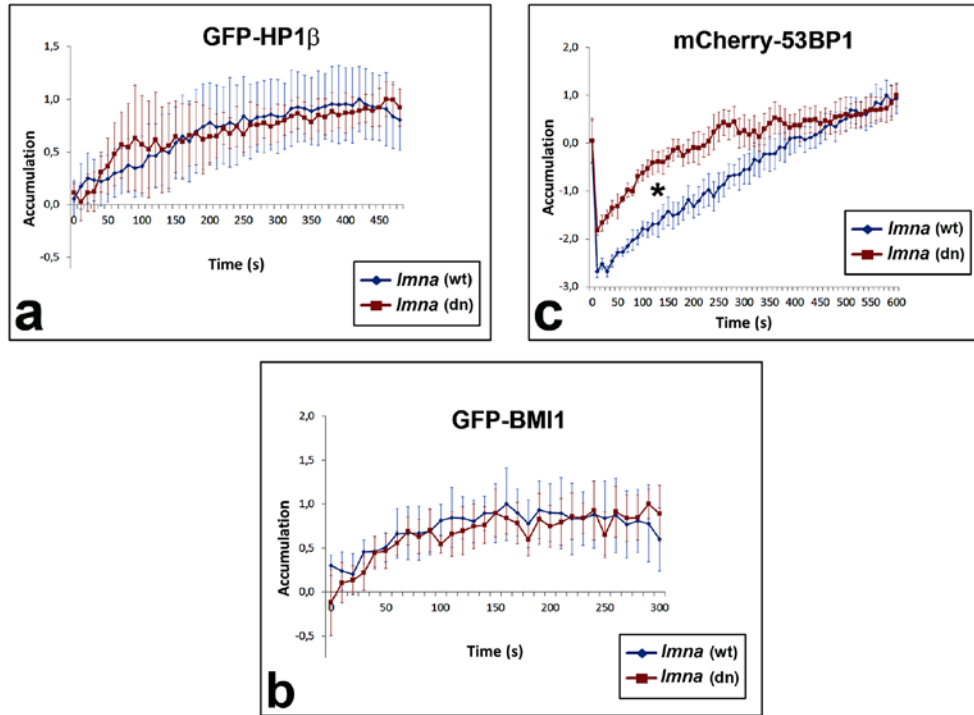 GFP-HP1β
1,5
1,0
0,5
0,0
-0,5
Accumulation
0 50 100 150 200 250 300 350 400 450
Time (s)
lmna (wt)
lmna (dn)
a
mCherry-53BP1
2,0
1,0
0,0
-1,0
-2,0
-3,0
Accumulation
*
0 50 100 150 200 250 300 350 400 450 500 550 600
Time (s)
lmna (wt)
lmna (dn)
c
GFP-BMI1
2,0
1,5
1,0
0,5
0,0
-0,5
Accumulation
0 50 100 150 200 250 300
Time (s)
lmna (wt)
lmna (dn)
b